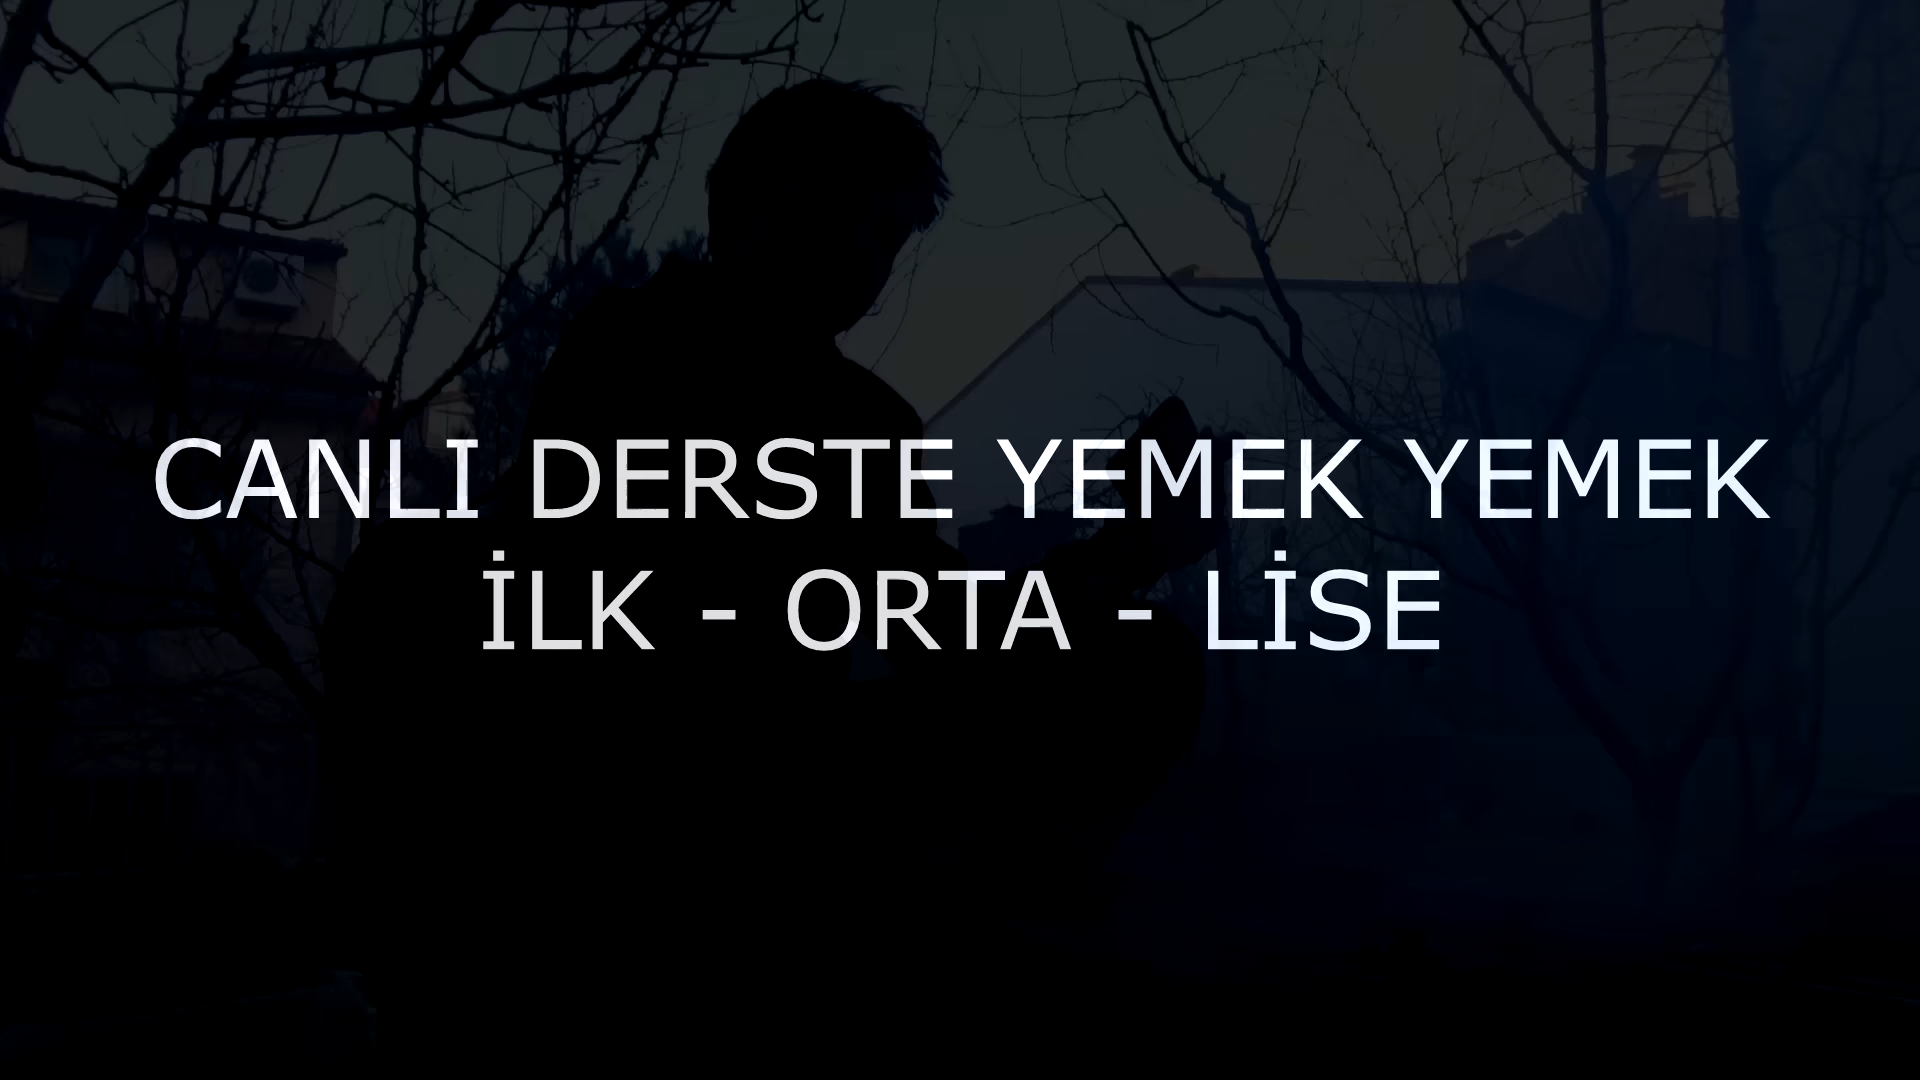 CANLI DERSTE YEMEK YEMEK
İLK - ORTA - LİSE